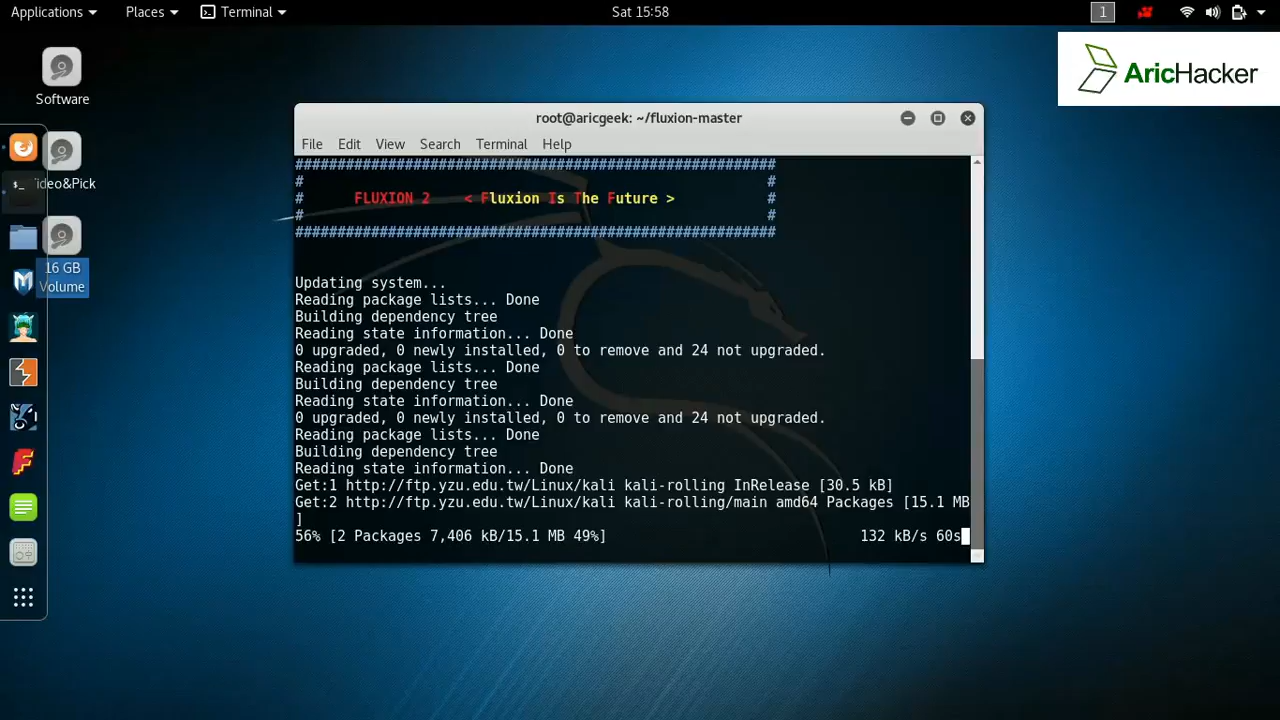 Applications Places Terminal Sat 15:58 1
AricHacker
Software
Video&Pick
16 GB
Volume
root@aricgeek: ~/fluxion-master
File Edit View Search Terminal Help
#########################################################
# #
# FLUXION 2 < Fluxion Is The Future > #
# #
#########################################################
Updating system...
Reading package lists... Done
Building dependency tree
Reading state information... Done
0 upgraded, 0 newly installed, 0 to remove and 24 not upgraded.
Reading package lists... Done
Building dependency tree
Reading state information... Done
0 upgraded, 0 newly installed, 0 to remove and 24 not upgraded.
Reading package lists... Done
Building dependency tree
Reading state information... Done
Get:1 http://ftp.yzu.edu.tw/Linux/kali kali-rolling InRelease [30.5 kB]
Get:2 http://ftp.yzu.edu.tw/Linux/kali kali-rolling/main amd64 Packages [15.1 MB
]
56% [2 Packages 7,406 kB/15.1 MB 49%] 132 kB/s 60s